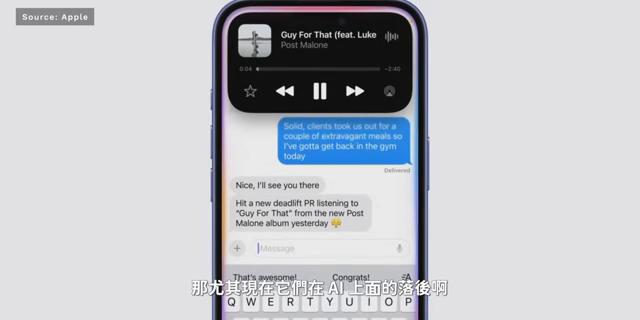 Source: Apple
Guy For That (feat. Luke
Post Malone
0:04
-2:40
Solid, clients took us out for a
couple of extravagant meals so
I've gotta get back in the gym
today
Delivered
Nice, I'll see you there
Hit a new deadlift PR listening to
"Guy For That" from the new Post
Malone album yesterday
Message
That's awesome!
Congrats!
那尤其現在它們在 AI 上面的落後啊
Q W E R T Y U I O P